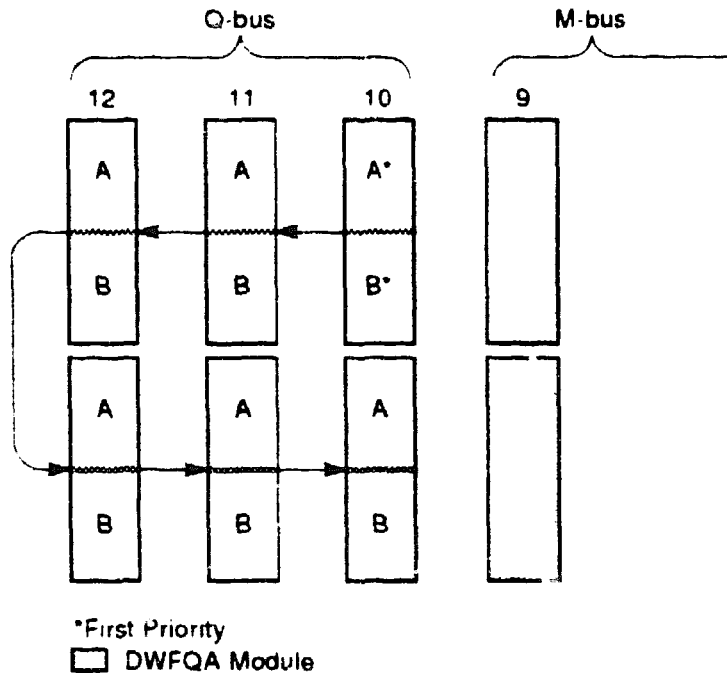 Q-bus M-bus
12 11 10 9
A A A*
B B B*
A A A
B B B
*First Priority
DWFQA Module